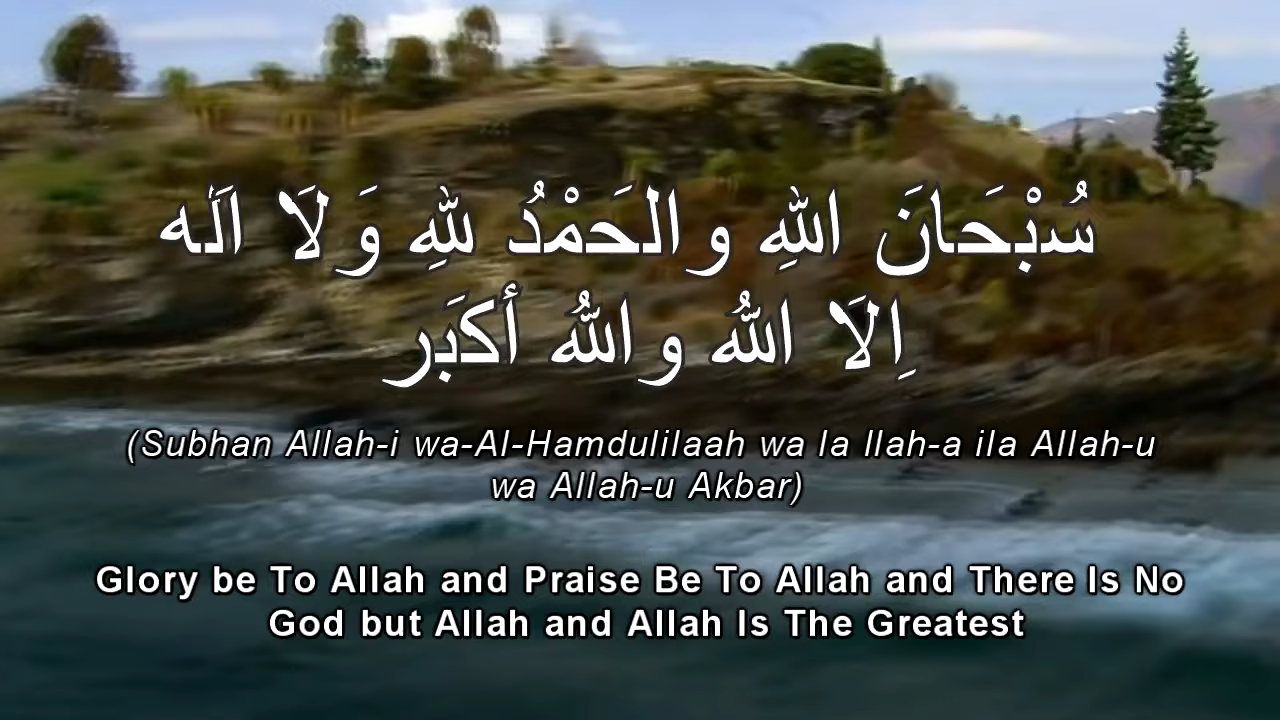 سُبْحَانَ اللهِ والحَمْدُ للهِ وَ لَا اَلٰه
اِلَا اللهُ واللهُ أكبَر
(Subhan Allah-i wa-Al-Hamdulilaah wa la Ilah-a ila Allah-u
wa Allah-u Akbar)
Glory be To Allah and Praise Be To Allah and There Is No
God but Allah and Allah Is The Greatest